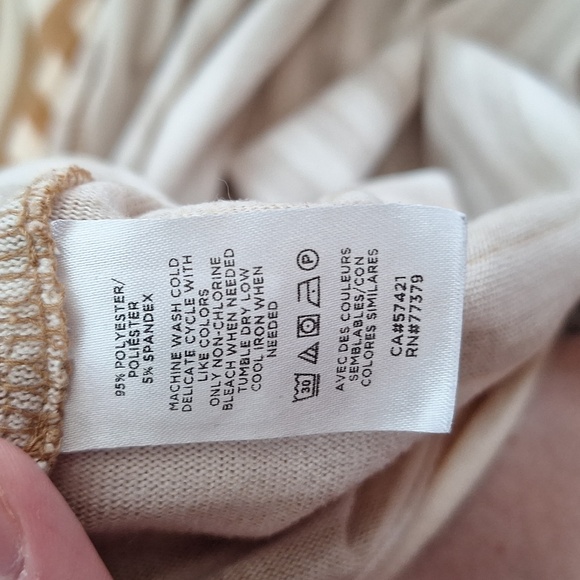 95% POLYESTER/
POLIÉSTER
5% SPANDEX
MACHINE WASH COLD
DELICATE CYCLE WITH
LIKE COLORS
ONLY NON-CHLORINE
BLEACH WHEN NEEDED
TUMBLE DRY LOW
COOL IRON WHEN
NEEDED
30 P
AVEC DES COULEURS
SEMBLABLES/CON
COLORES SIMILARES
CA#57421
RN#77379